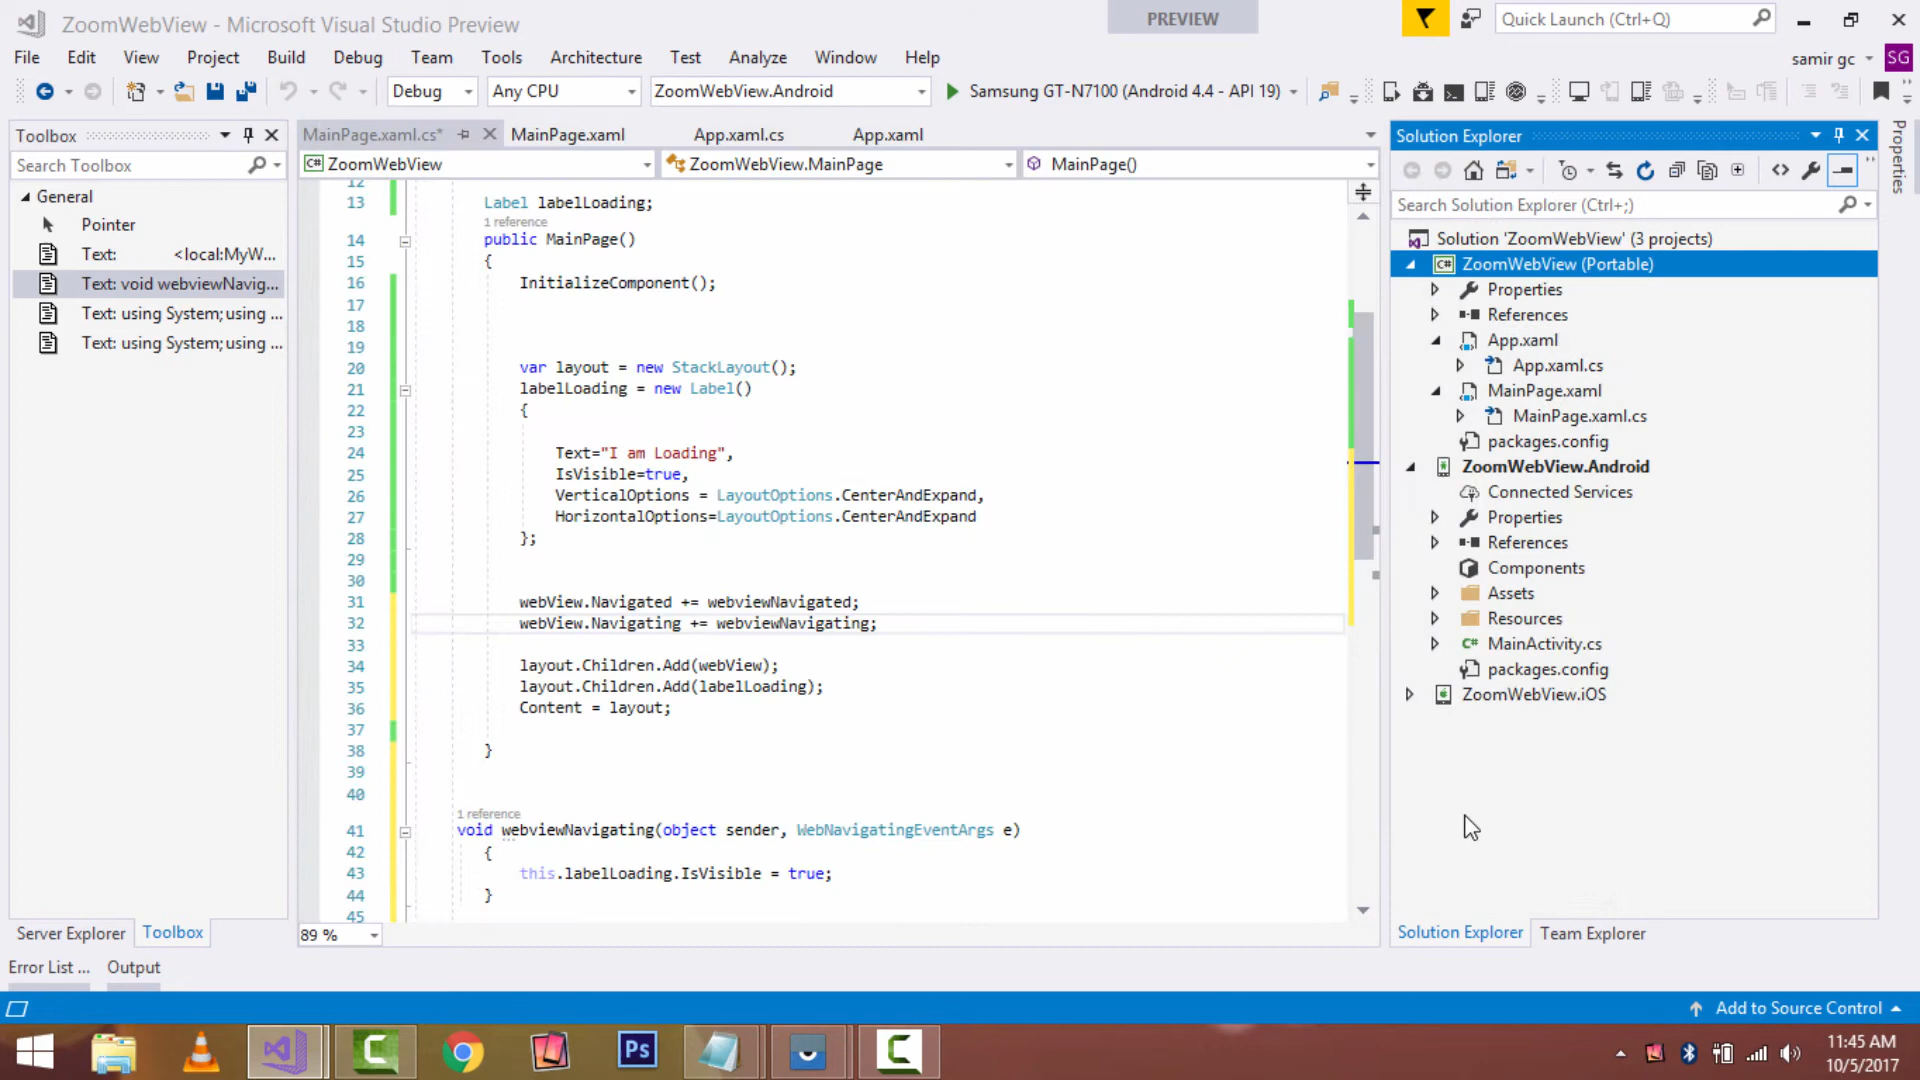 ZoomWebView - Microsoft Visual Studio Preview
PREVIEW
Quick Launch (Ctrl+Q)
File Edit View Project Build Debug Team Tools Architecture Test Analyze Window Help
samir gc SG
Debug Any CPU ZoomWebView.Android Samsung GT-N7100 (Android 4.4 - API 19)
Toolbox
Search Toolbox
General
Pointer
Text: <local:MyW...
Text: void webviewNavig...
Text: using System;using ...
Text: using System;using ...
Server Explorer Toolbox
MainPage.xaml.cs* MainPage.xaml App.xaml.cs App.xaml
ZoomWebView ZoomWebView.MainPage MainPage()
12
13 Label labelLoading;
1 reference
14 public MainPage()
15 {
16 InitializeComponent();
17
18
19
20 var layout = new StackLayout();
21 labelLoading = new Label()
22 {
23
24 Text="I am Loading",
25 IsVisible=true,
26 VerticalOptions = LayoutOptions.CenterAndExpand,
27 HorizontalOptions=LayoutOptions.CenterAndExpand
28 };
29
30
31 webView.Navigated += webviewNavigated;
32 webView.Navigating += webviewNavigating;
33
34 layout.Children.Add(webView);
35 layout.Children.Add(labelLoading);
36 Content = layout;
37
38 }
39
40
1 reference
41 void webviewNavigating(object sender, WebNavigatingEventArgs e)
42 {
43 this.labelLoading.IsVisible = true;
44 }
45
89 %
Solution Explorer
Search Solution Explorer (Ctrl+;)
Solution 'ZoomWebView' (3 projects)
C# ZoomWebView (Portable)
Properties
References
App.xaml
App.xaml.cs
MainPage.xaml
MainPage.xaml.cs
packages.config
ZoomWebView.Android
Connected Services
Properties
References
Components
Assets
Resources
C# MainActivity.cs
packages.config
ZoomWebView.iOS
Solution Explorer Team Explorer
Properties
Error List ... Output
Add to Source Control
Ps
11:45 AM
10/5/2017